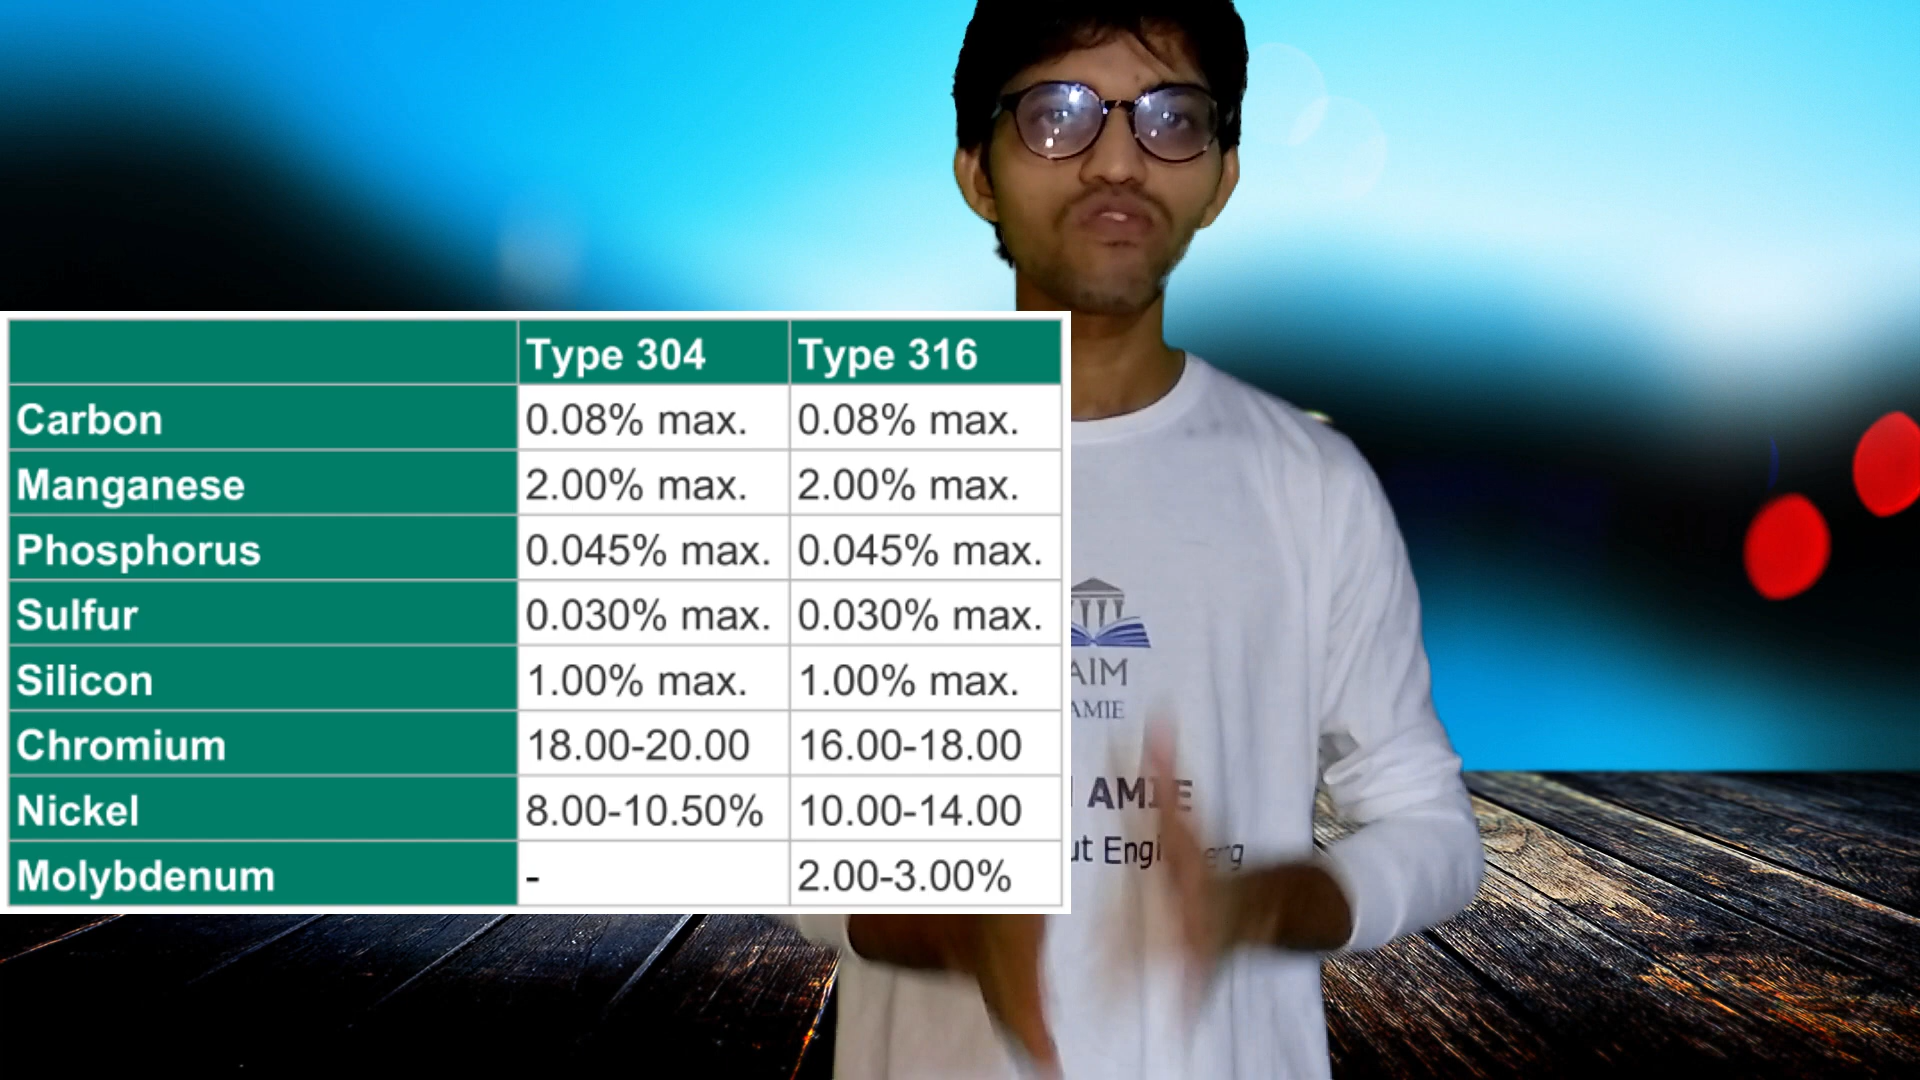 Type 304 Type 316
Carbon 0.08% max. 0.08% max.
Manganese 2.00% max. 2.00% max.
Phosphorus 0.045% max. 0.045% max.
Sulfur 0.030% max. 0.030% max.
Silicon 1.00% max. 1.00% max.
Chromium 18.00-20.00 16.00-18.00
Nickel 8.00-10.50% 10.00-14.00
Molybdenum - 2.00-3.00%
AIM
AMIE
AMIE